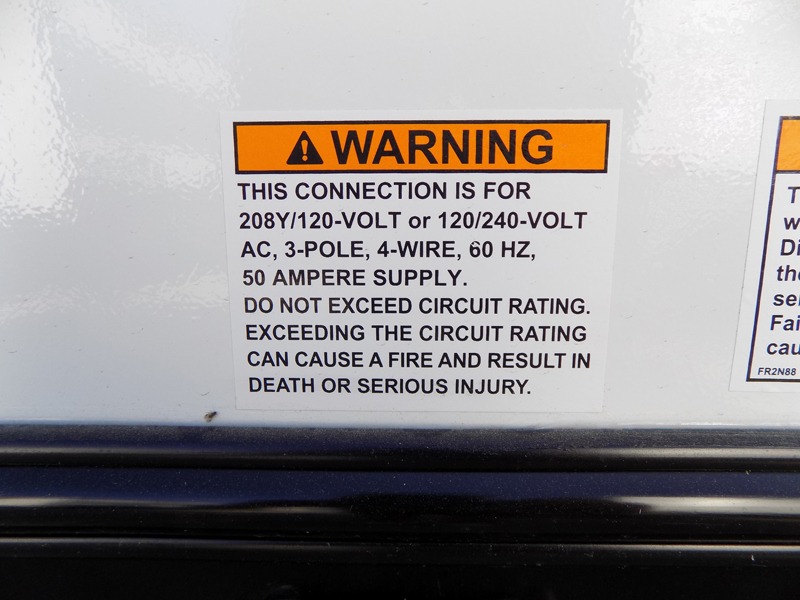 WARNING
THIS CONNECTION IS FOR
208Y/120-VOLT or 120/240-VOLT
AC, 3-POLE, 4-WIRE, 60 HZ,
50 AMPERE SUPPLY.
DO NOT EXCEED CIRCUIT RATING.
EXCEEDING THE CIRCUIT RATING
CAN CAUSE A FIRE AND RESULT IN
DEATH OR SERIOUS INJURY.
FR2N88